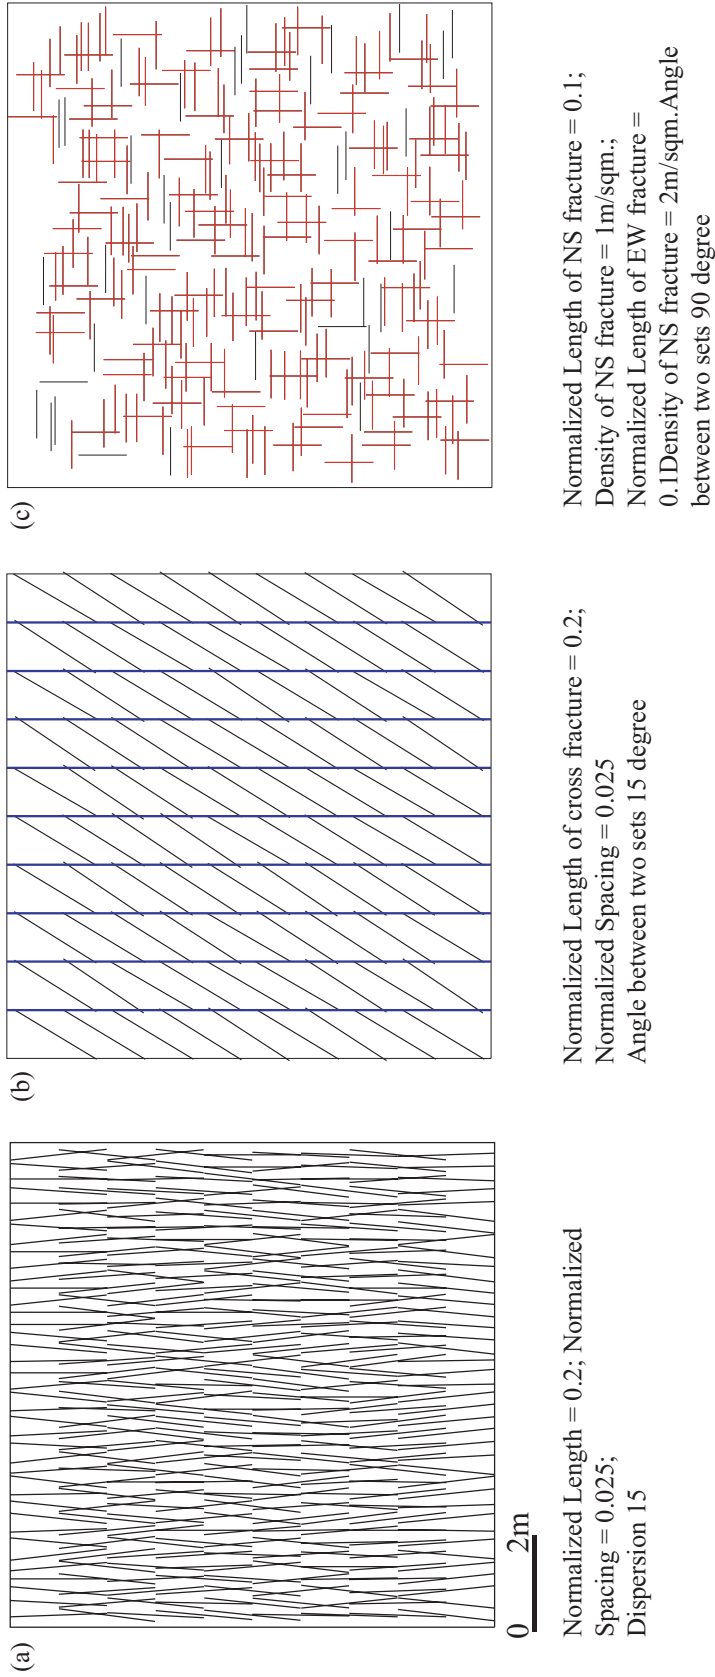 (a)
0 2m
Normalized Length = 0.2; Normalized
Spacing = 0.025;
Dispersion 15
(b)
Normalized Length of cross fracture = 0.2;
Normalized Spacing = 0.025
Angle between two sets 15 degree
(c)
Normalized Length of NS fracture = 0.1;
Density of NS fracture = 1m/sqm.;
Normalized Length of EW fracture =
0.1Density of NS fracture = 2m/sqm.Angle
between two sets 90 degree